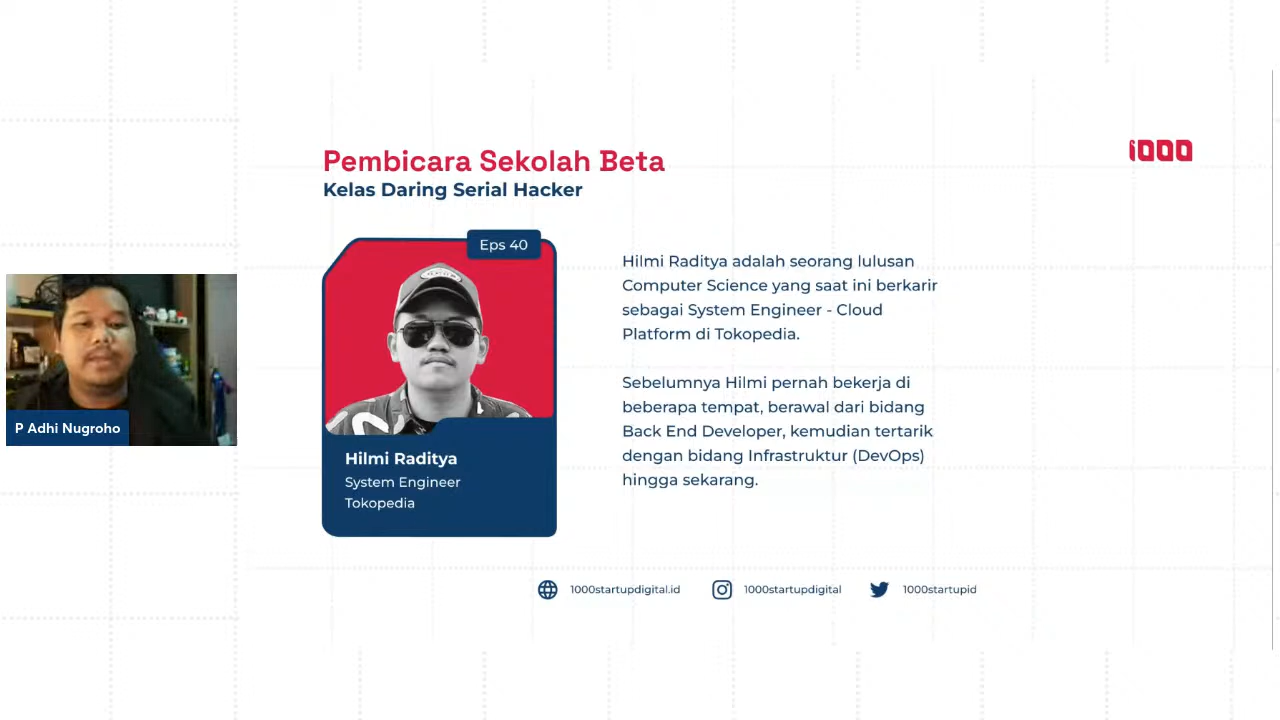 Pembicara Sekolah Beta
Kelas Daring Serial Hacker
1000
Eps 40
Hilmi Raditya
System Engineer
Tokopedia
Hilmi Raditya adalah seorang lulusan
Computer Science yang saat ini berkarir
sebagai System Engineer - Cloud
Platform di Tokopedia.
Sebelumnya Hilmi pernah bekerja di
beberapa tempat, berawal dari bidang
Back End Developer, kemudian tertarik
dengan bidang Infrastruktur (DevOps)
hingga sekarang.
P Adhi Nugroho
1000startupdigital.id
1000startupdigital
1000startupid